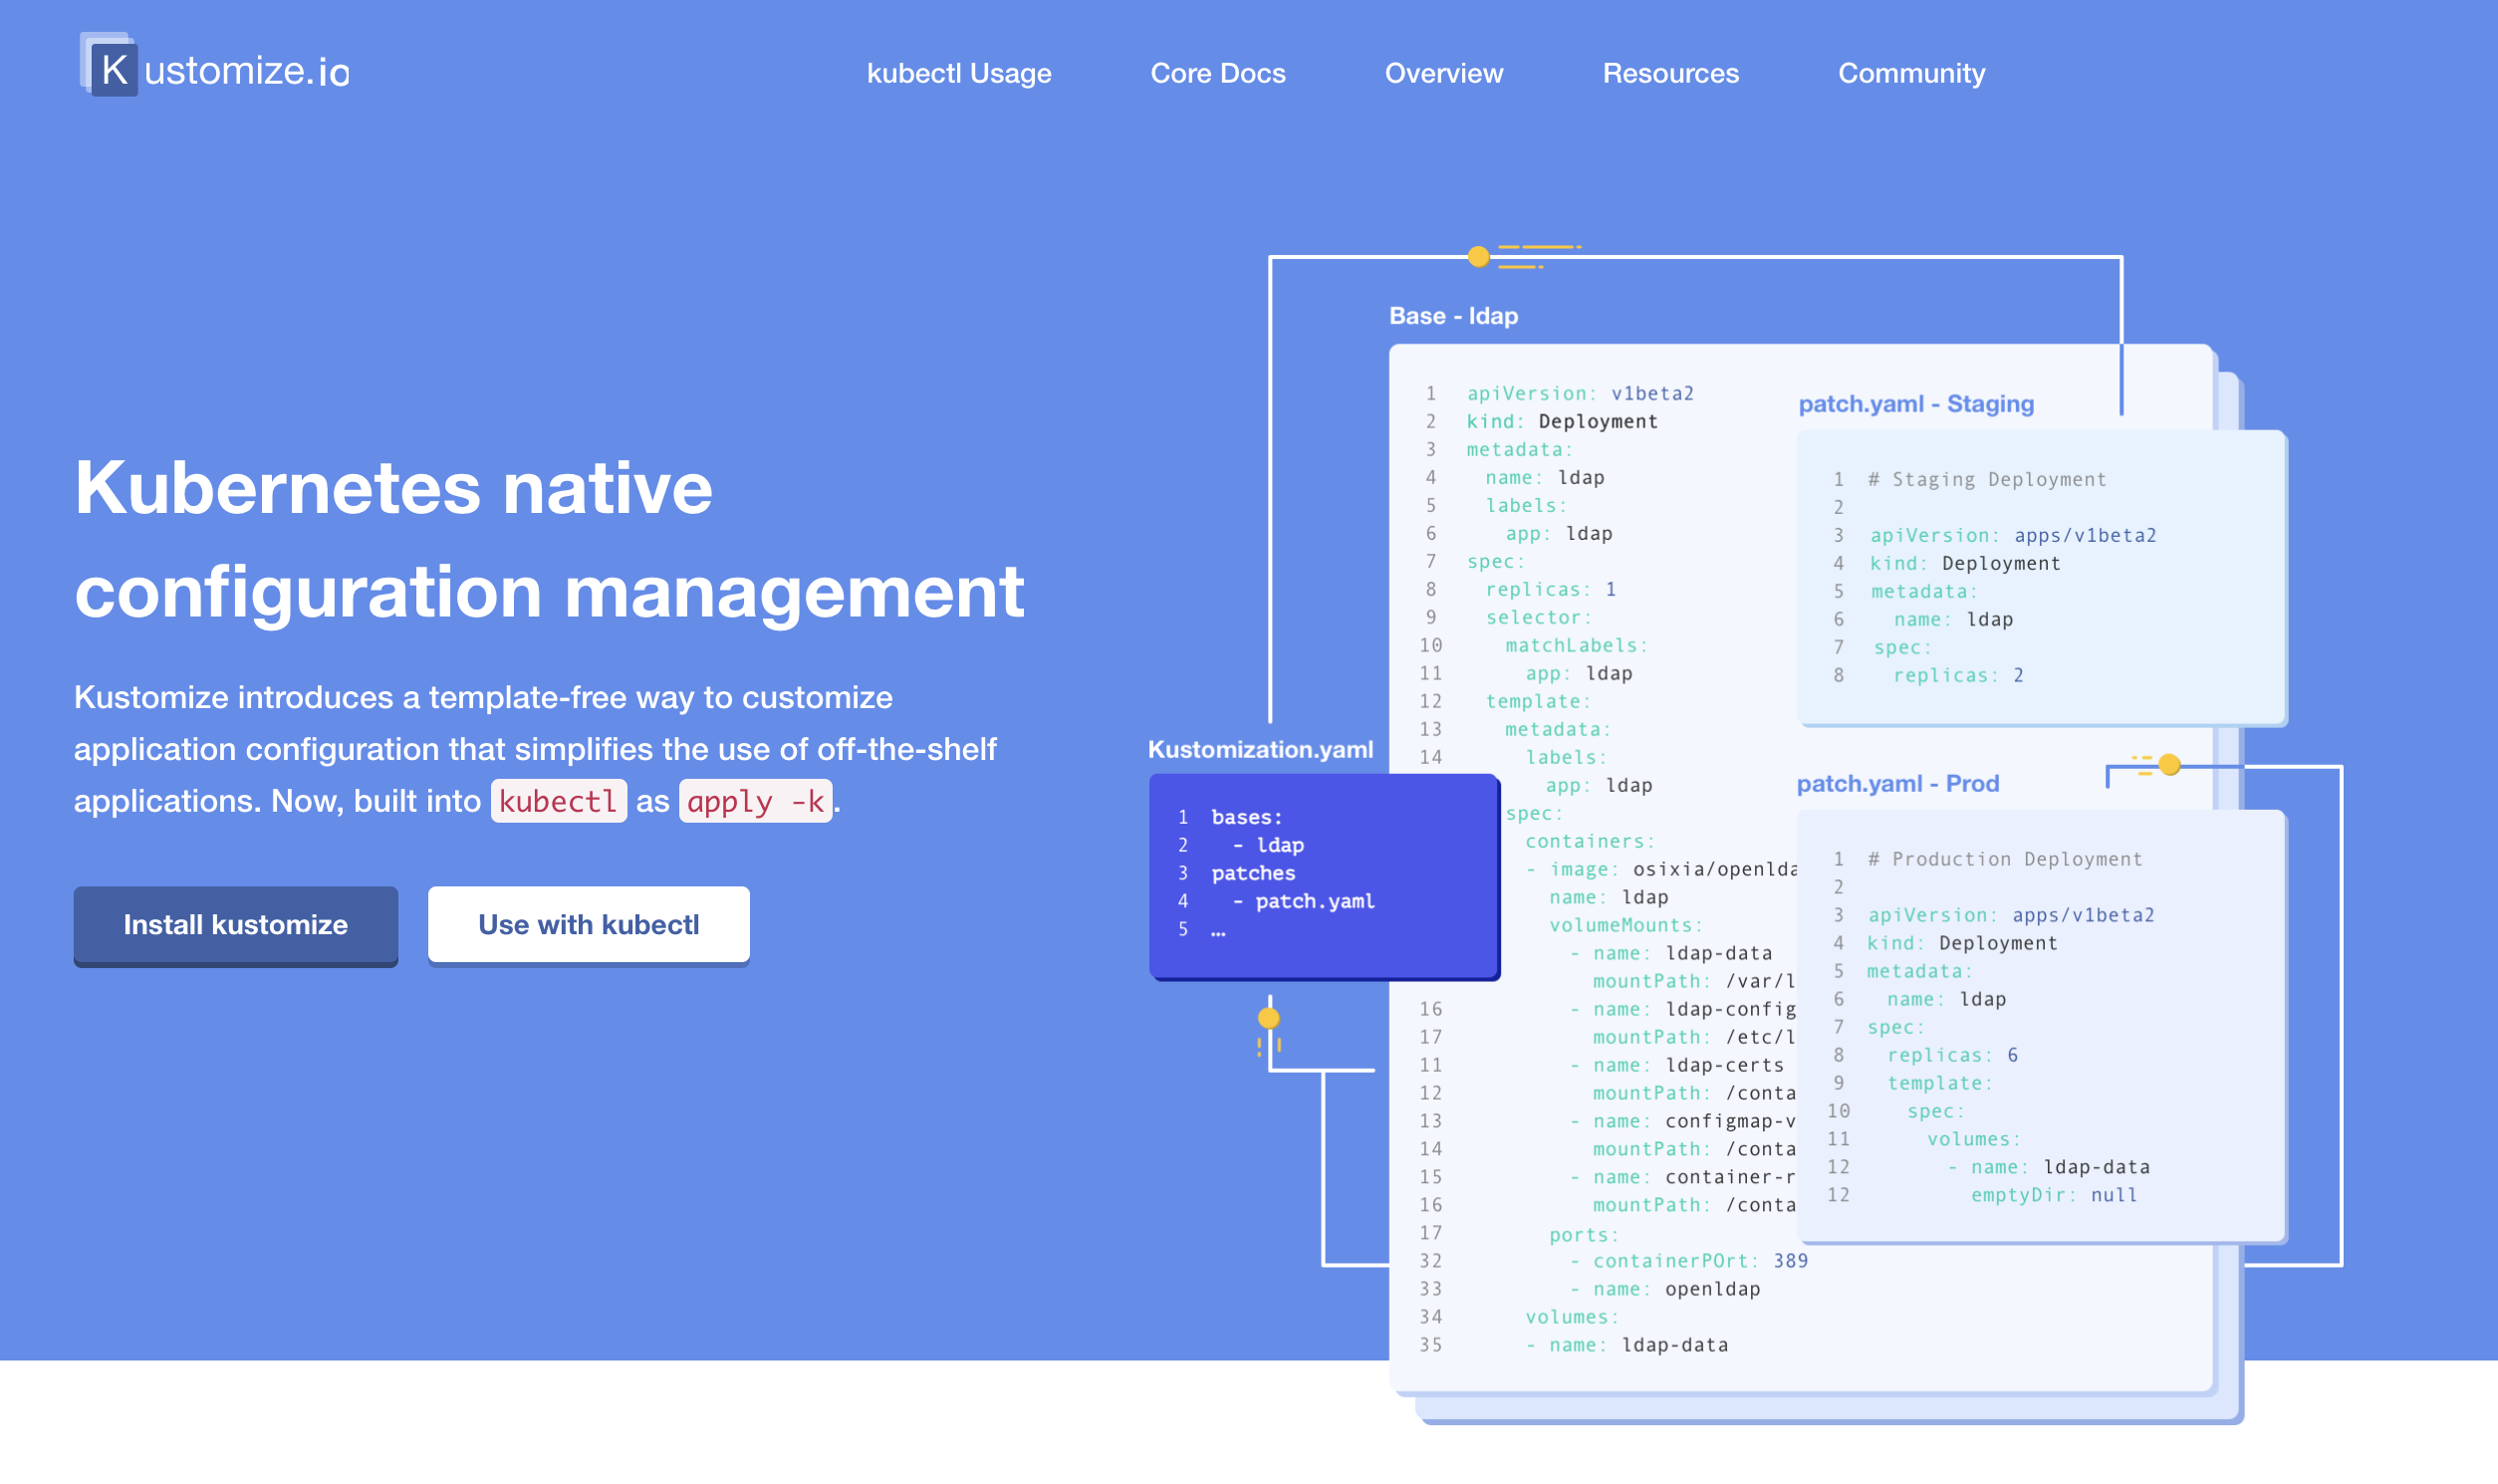 Kustomize.io
kubectl Usage
Core Docs
Overview
Resources
Community
Kubernetes native
configuration management
Kustomize introduces a template-free way to customize
application configuration that simplifies the use of off-the-shelf
applications. Now, built into kubectl as apply -k.
Install kustomize
Use with kubectl
Kustomization.yaml
1 bases:
2 - ldap
3 patches
4 - patch.yaml
5 …
Base - ldap
1 apiVersion: v1beta2
2 kind: Deployment
3 metadata:
4 name: ldap
5 labels:
6 app: ldap
7 spec:
8 replicas: 1
9 selector:
10 matchLabels:
11 app: ldap
12 template:
13 metadata:
14 labels:
app: ldap
spec:
containers:
- image: osixia/openlda
name: ldap
volumeMounts:
- name: ldap-data
mountPath: /var/l
16 - name: ldap-config
17 mountPath: /etc/l
11 - name: ldap-certs
12 mountPath: /conta
13 - name: configmap-v
14 mountPath: /conta
15 - name: container-r
16 mountPath: /conta
17 ports:
32 - containerPOrt: 389
33 - name: openldap
34 volumes:
35 - name: ldap-data
patch.yaml - Staging
1 # Staging Deployment
2
3 apiVersion: apps/v1beta2
4 kind: Deployment
5 metadata:
6 name: ldap
7 spec:
8 replicas: 2
patch.yaml - Prod
1 # Production Deployment
2
3 apiVersion: apps/v1beta2
4 kind: Deployment
5 metadata:
6 name: ldap
7 spec:
8 replicas: 6
9 template:
10 spec:
11 volumes:
12 - name: ldap-data
12 emptyDir: null